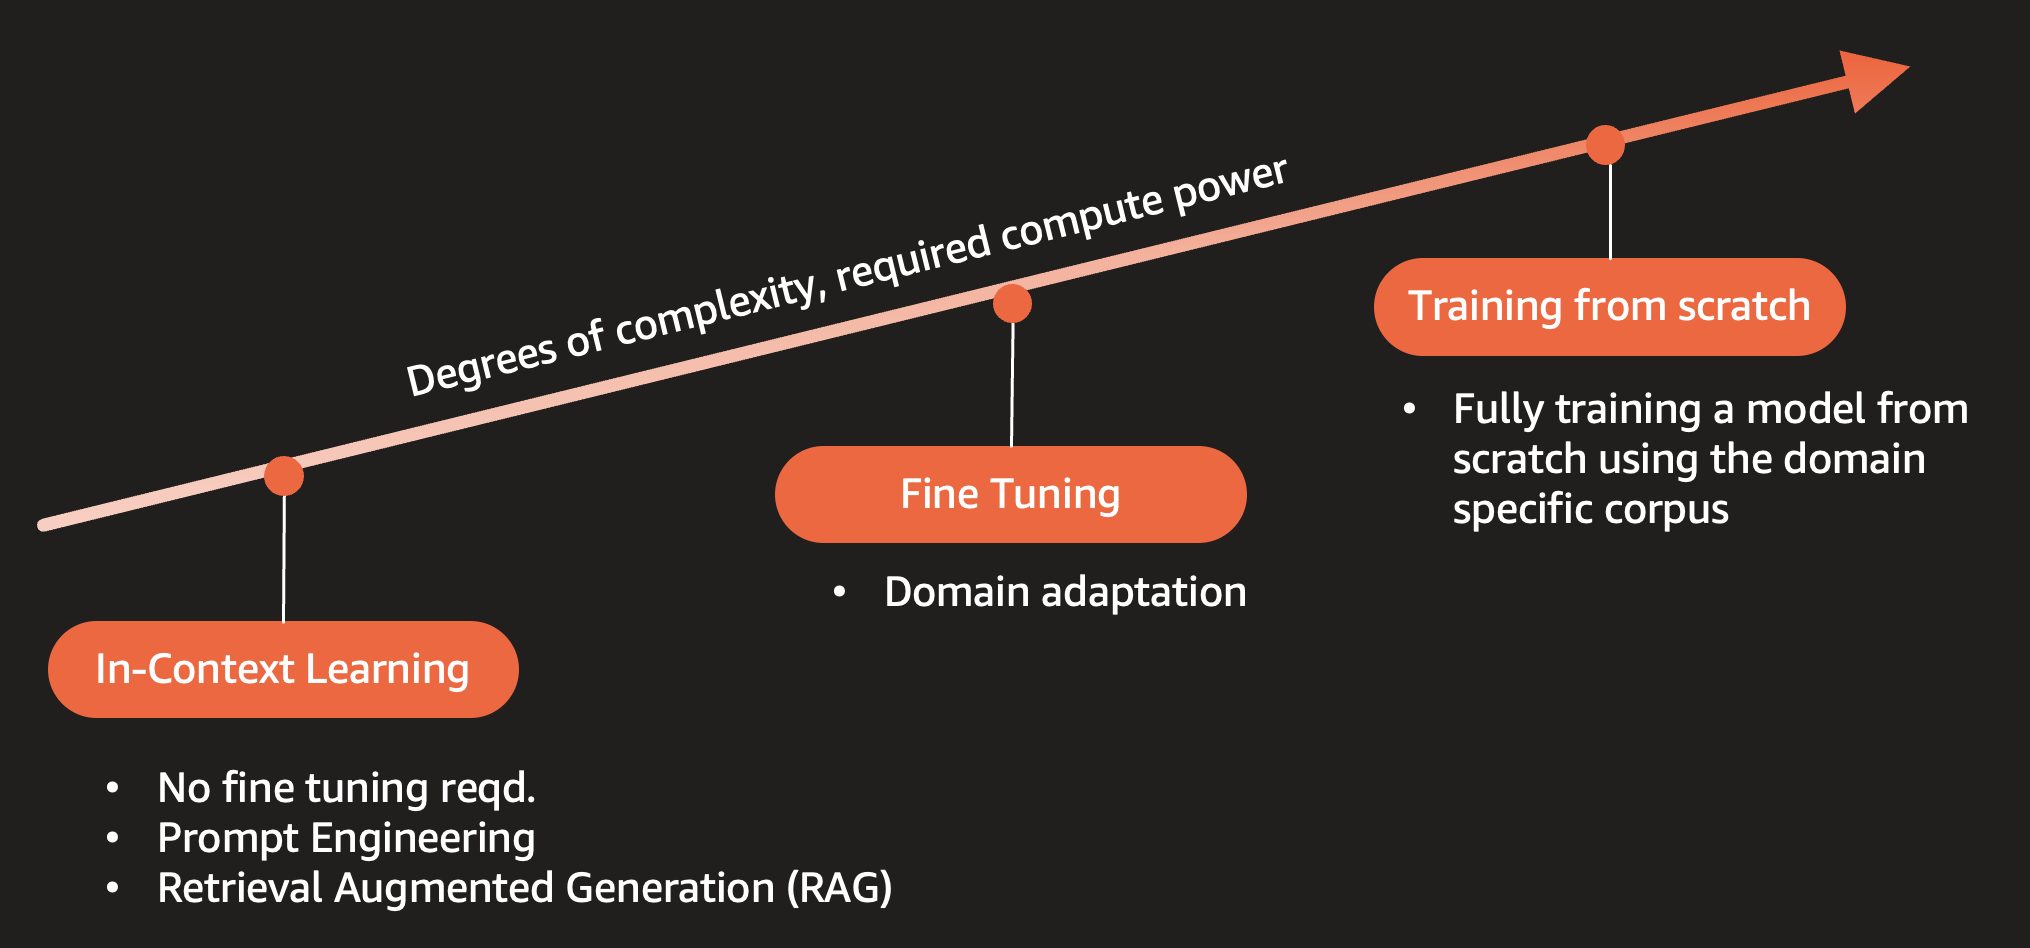 Degrees of complexity, required compute power
In-Context Learning
• No fine tuning reqd.
• Prompt Engineering
• Retrieval Augmented Generation (RAG)
Fine Tuning
• Domain adaptation
Training from scratch
• Fully training a model from
scratch using the domain
specific corpus